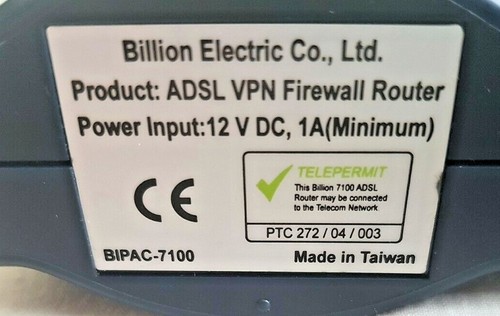 Billion Electric Co., Ltd.
Product: ADSL VPN Firewall Router
Power Input:12 V DC, 1A(Minimum)
CE
TELEPERMIT
This Billion 7100 ADSL
Router may be connected
to the Telecom Network
PTC 272 / 04 / 003
BIPAC-7100
Made in Taiwan